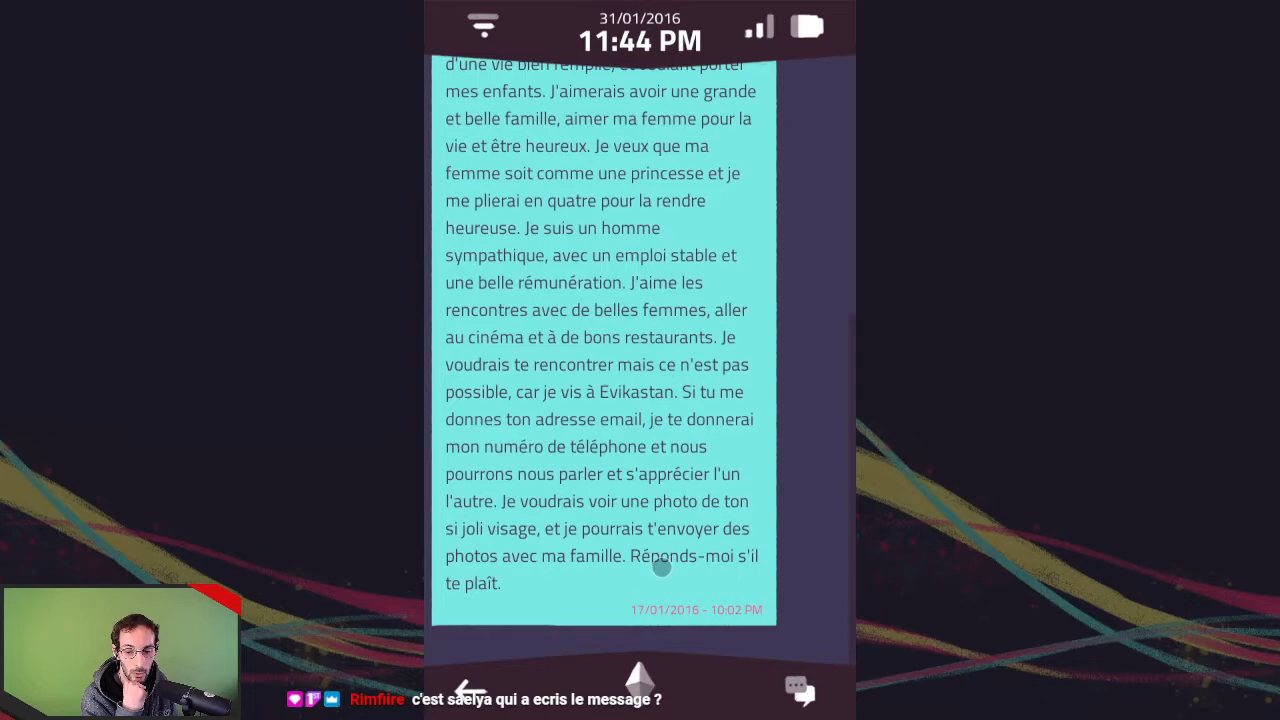 31/01/2016
11:44 PM
d'une vie bien remplie, et voulant porter
mes enfants. J'aimerais avoir une grande
et belle famille, aimer ma femme pour la
vie et être heureux. Je veux que ma
femme soit comme une princesse et je
me plierai en quatre pour la rendre
heureuse. Je suis un homme
sympathique, avec un emploi stable et
une belle rémunération. J'aime les
rencontres avec de belles femmes, aller
au cinéma et à de bons restaurants. Je
voudrais te rencontrer mais ce n'est pas
possible, car je vis à Evikastan. Si tu me
donnes ton adresse email, je te donnerai
mon numéro de téléphone et nous
pourrons nous parler et s'apprécier l'un
l'autre. Je voudrais voir une photo de ton
si joli visage, et je pourrais t'envoyer des
photos avec ma famille. Réponds-moi s'il
te plaît.
17/01/2016 - 10:02 PM
Rimfiire c'est saelya qui a ecris le message ?